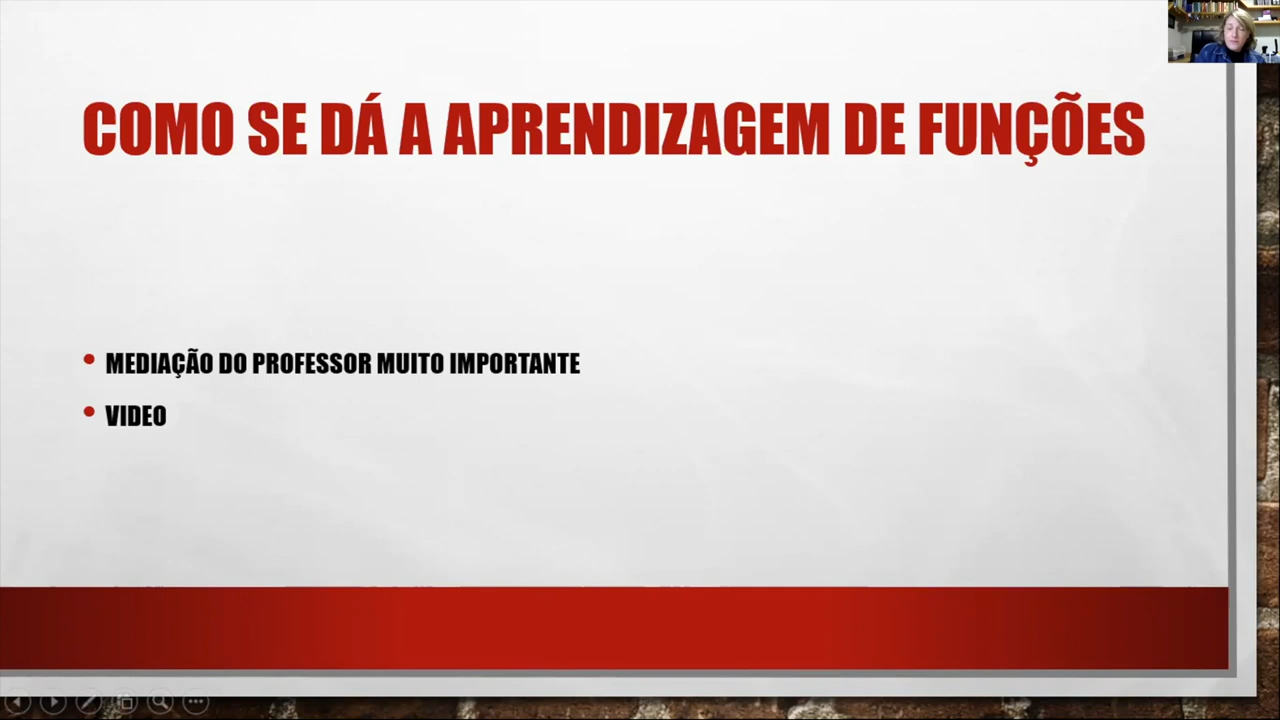 COMO SE DÁ A APRENDIZAGEM DE FUNÇÕES
• MEDIAÇÃO DO PROFESSOR MUITO IMPORTANTE
• VIDEO